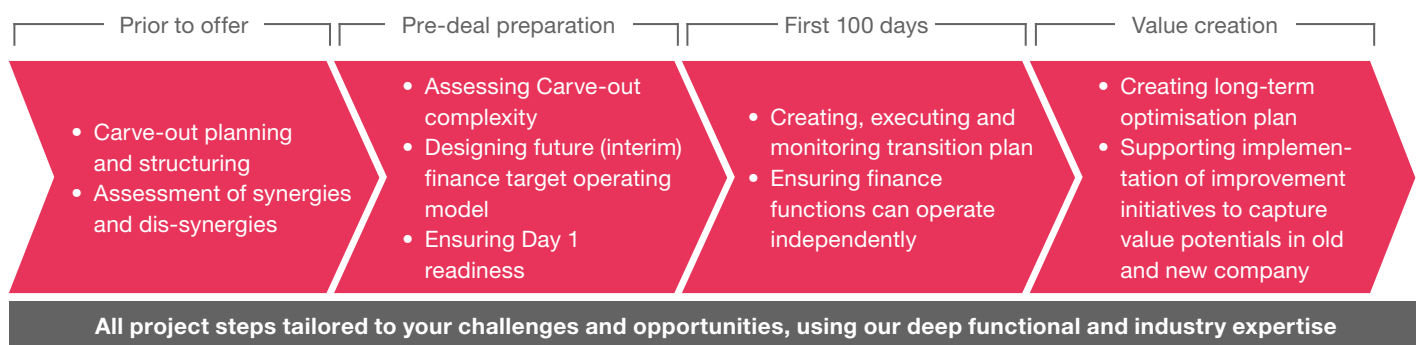 Prior to offer
Pre-deal preparation
First 100 days
Value creation
• Carve-out planning
and structuring
• Assessment of synergies
and dis-synergies
• Assessing Carve-out
complexity
• Designing future (interim)
finance target operating
model
• Ensuring Day 1
readiness
• Creating, executing and
monitoring transition plan
• Ensuring finance
functions can operate
independently
• Creating long-term
optimisation plan
• Supporting implemen-
tation of improvement
initiatives to capture
value potentials in old
and new company
All project steps tailored to your challenges and opportunities, using our deep functional and industry expertise